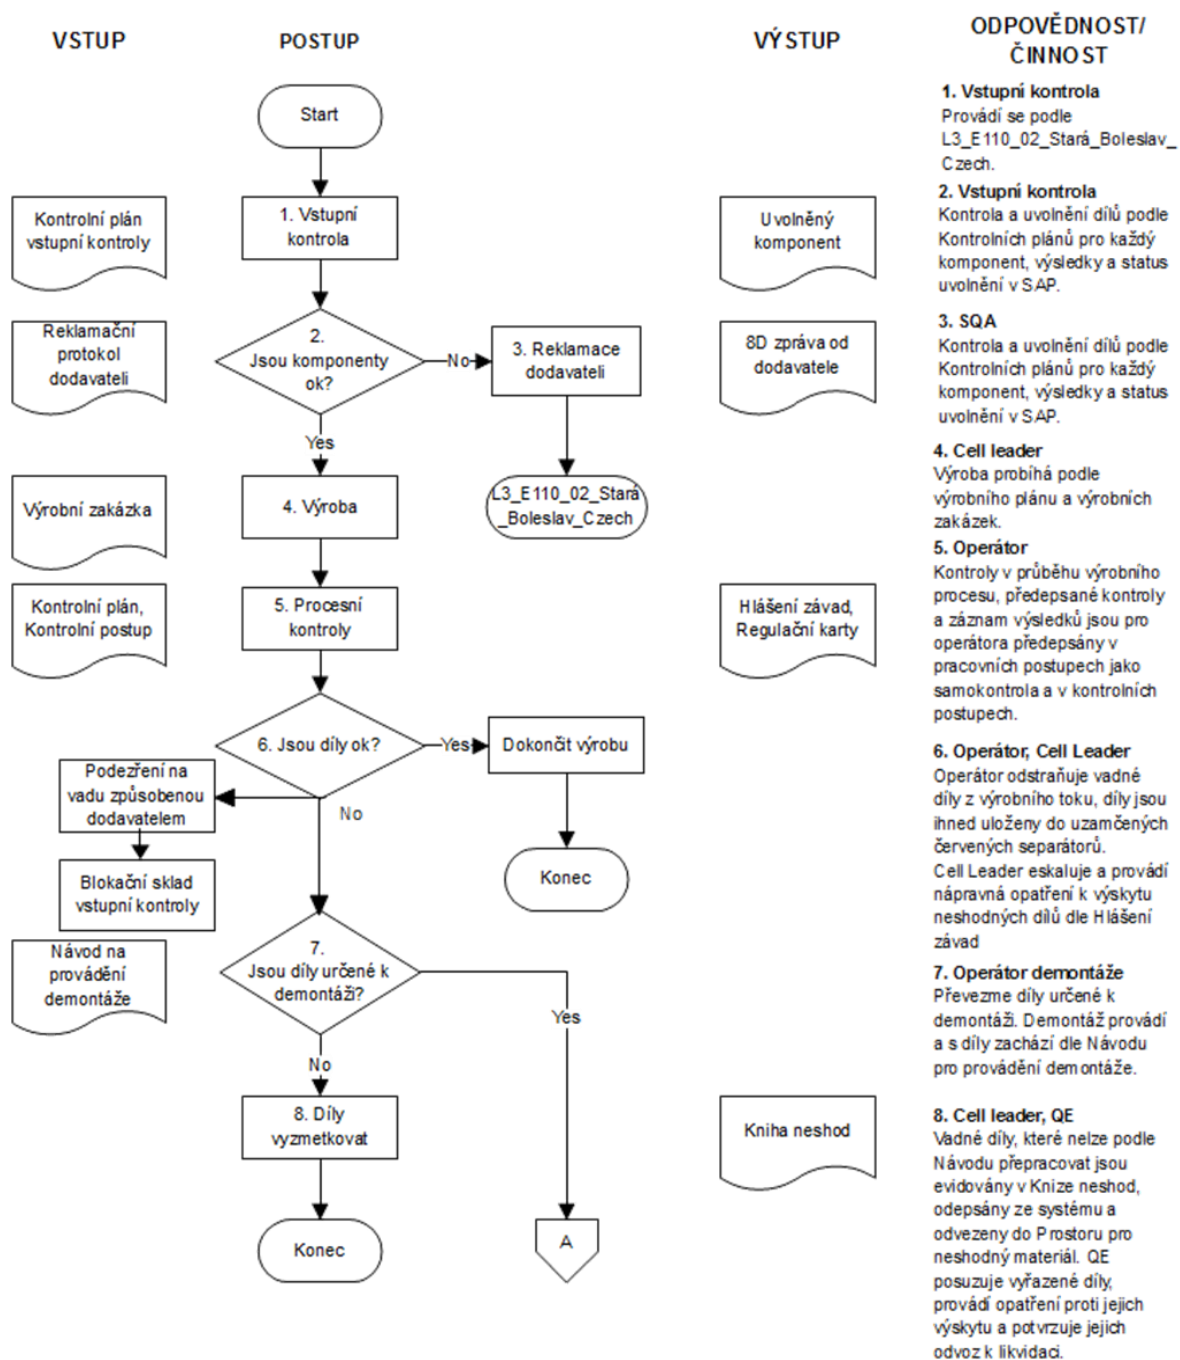 VSTUP
POSTUP
VÝSTUP
ODPOVĚDNOST/
ČINNOST
Start
1. Vstupní kontrola
Provádí se podle
L3_E110_02_Stará_Boleslav_
Czech.
Kontrolní plán
vstupní kontroly
1. Vstupní
kontrola
Uvolněný
komponent
2. Vstupní kontrola
Kontrola a uvolnění dílů podle
Kontrolních plánů pro každý
komponent, výsledky a status
uvolnění v SAP.
Reklamační
protokol
dodavateli
2.
Jsou komponenty
ok?
No
3. Reklamace
dodavateli
8D zpráva od
dodavatele
3. SQA
Kontrola a uvolnění dílů podle
Kontrolních plánů pro každý
komponent, výsledky a status
uvolnění v SAP.
Yes
Výrobní zakázka
4. Výroba
L3_E110_02_Stará
_Boleslav_Czech
4. Cell leader
Výroba probíhá podle
výrobního plánu a výrobních
zakázek.
Kontrolní plán,
Kontrolní postup
5. Procesní
kontroly
Hlášení závad,
Regulační karty
5. Operátor
Kontroly v průběhu výrobního
procesu, předepsané kontroly
a záznam výsledků jsou pro
operátora předepsány v
pracovních postupech jako
samokontrola a v kontrolních
postupech.
6. Jsou díly ok?
Yes
Dokončit výrobu
Podezření na
vadu způsobenou
dodavatelem
No
Blokační sklad
vstupní kontroly
Konec
6. Operátor, Cell Leader
Operátor odstraňuje vadné
díly z výrobního toku, díly jsou
ihned uloženy do uzamčených
červených separátorů.
Cell Leader eskaluje a provádí
nápravná opatření k výskytu
neshodných dílů dle Hlášení
závad
Návod na
provádění
demontáže
7.
Jsou díly určené k
demontáži?
Yes
No
7. Operátor demontáže
Převezme díly určené k
demontáži. Demontáž provádí
a s díly zachází dle Návodu
pro provádění demontáže.
8. Díly
vyzmetkovat
Kniha neshod
Konec
A
8. Cell leader, QE
Vadné díly, které nelze podle
Návodu přepracovat jsou
evidovány v Knize neshod,
odepsány ze systému a
odvezeny do Prostoru pro
neshodný materiál. QE
posuzuje vyřazené díly,
provádí opatření proti jejich
výskytu a potvrzuje jejich
odvoz k likvidaci.